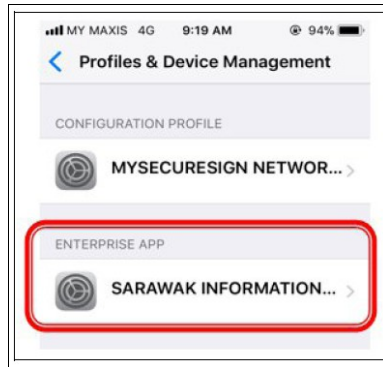 MY MAXIS 4G 9:19 AM 94%
Profiles & Device Management
CONFIGURATION PROFILE
MYSECURESIGN NETWOR...
ENTERPRISE APP
SARAWAK INFORMATION...